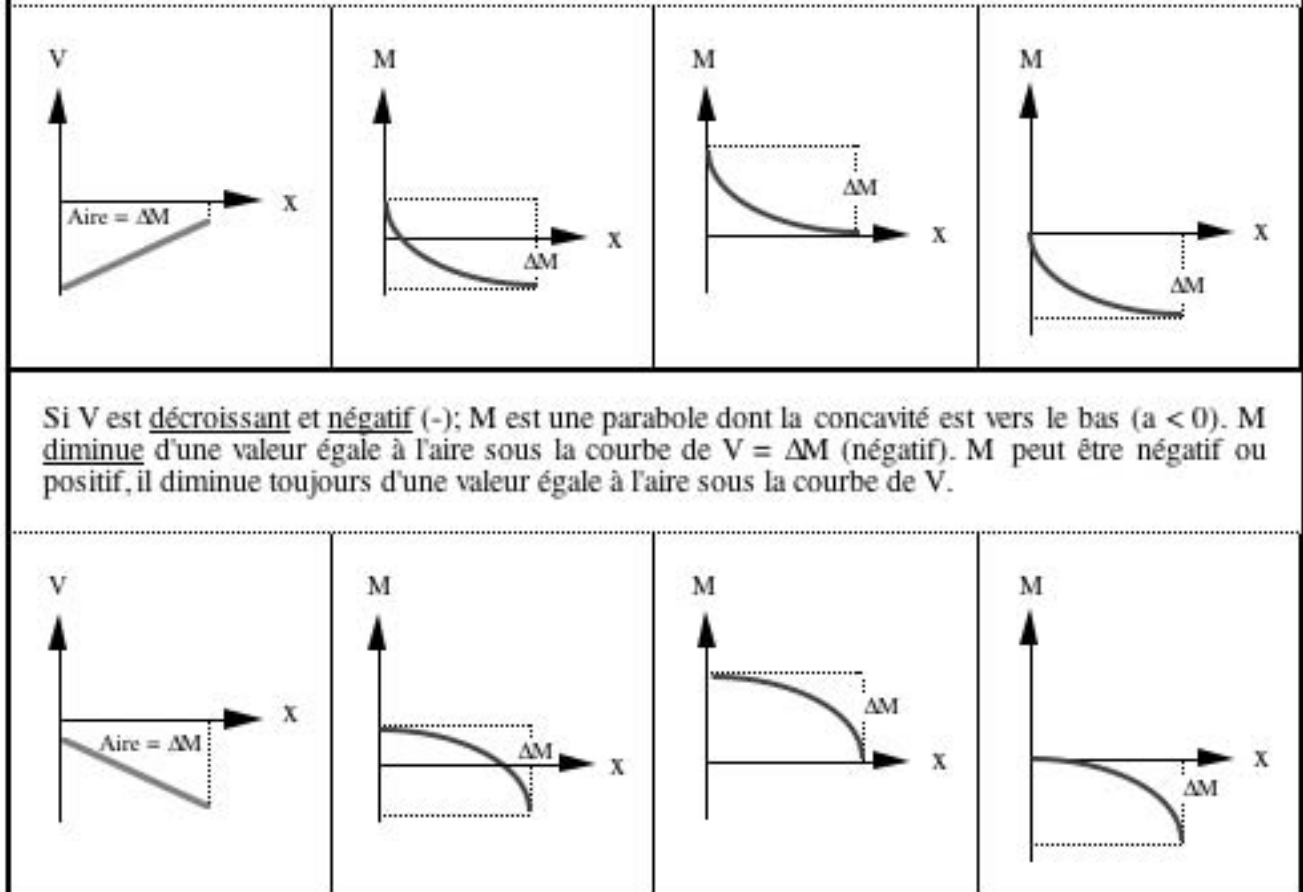 V
M
M
M
Aire = ΔM
X
ΔM
X
ΔM
X
ΔM
X
Si V est décroissant et négatif (-); M est une parabole dont la concavité est vers le bas (a < 0). M
diminue d'une valeur égale à l'aire sous la courbe de V = ΔM (négatif). M peut être négatif ou
positif, il diminue toujours d'une valeur égale à l'aire sous la courbe de V.
V
M
M
M
Aire = ΔM
X
ΔM
X
ΔM
X
ΔM
X